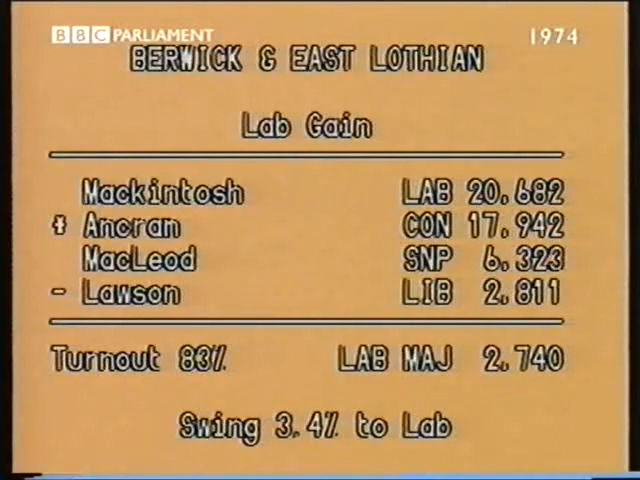 BBC PARLIAMENT 1974
BERWICK & EAST LOTHIAN
Lab Gain
Mackintosh LAB 20.682
* Ancram CON 17.942
MacLeod SNP 6.323
- Lawson LIB 2.811
Turnout 83% LAB MAJ 2.740
Swing 3.4% to Lab